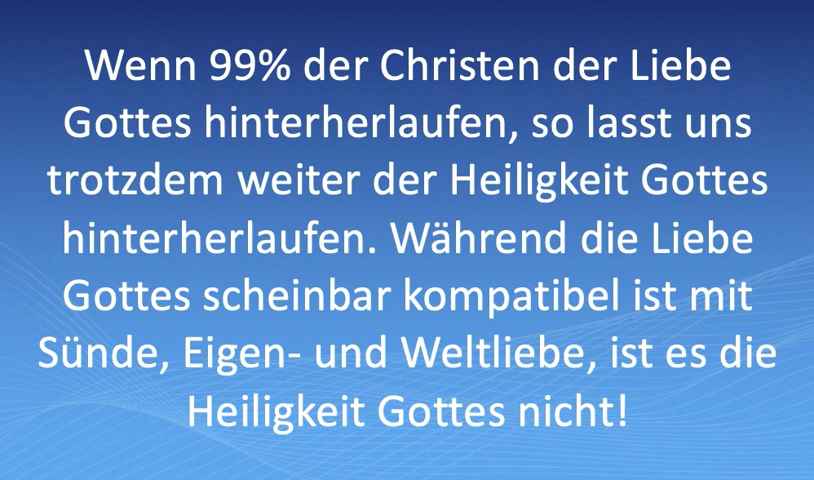 Wenn 99% der Christen der Liebe
Gottes hinterherlaufen, so lasst uns
trotzdem weiter der Heiligkeit Gottes
hinterherlaufen. Während die Liebe
Gottes scheinbar kompatibel ist mit
Sünde, Eigen- und Weltliebe, ist es die
Heiligkeit Gottes nicht!